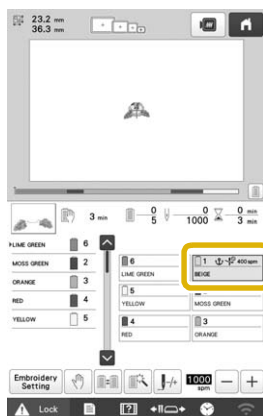 23.2 mm
36.3 mm
3 min
0
5
0
1000
0 min
3 min
LIME GREEN 6
MOSS GREEN 2
ORANGE 3
RED 4
YELLOW 5
6
LIME GREEN
1 400 spm
BEIGE
5
YELLOW
MOSS GREEN
4
RED
3
ORANGE
Embroidery
Setting
1000
spm
- +
Lock